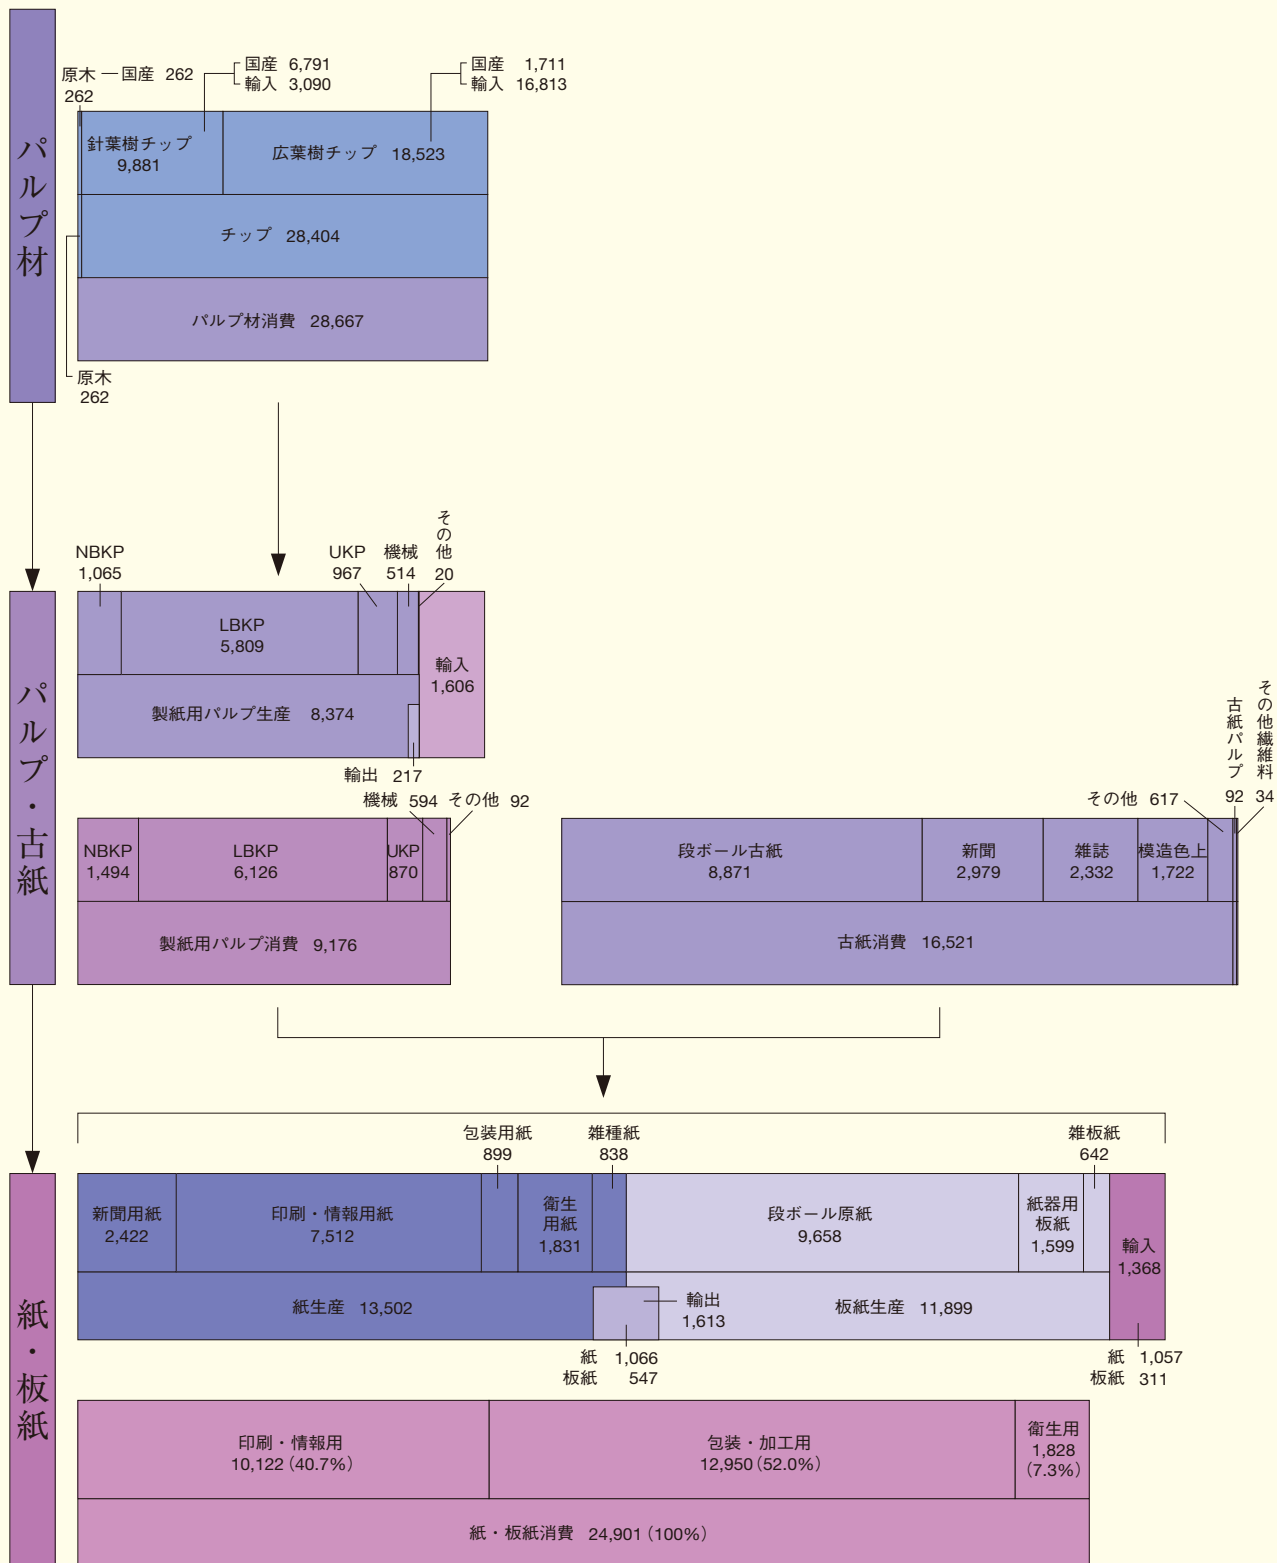 パルプ材
原木 国産 262
262
国産 6,791
輸入 3,090
国産 1,711
輸入 16,813
針葉樹チップ
9,881
広葉樹チップ 18,523
チップ 28,404
パルプ材消費 28,667
原木
262
パルプ・古紙
NBKP
1,065
LBKP
5,809
UKP
967
機械
514
その他
20
輸入
1,606
製紙用パルプ生産 8,374
輸出 217
機械 594
その他 92
NBKP
1,494
LBKP
6,126
UKP
870
製紙用パルプ消費 9,176
段ボール古紙
8,871
新聞
2,979
雑誌
2,332
模造色上
1,722
その他 617
古紙パルプ
92
その他繊維料
34
古紙消費 16,521
紙・板紙
新聞用紙
2,422
印刷・情報用紙
7,512
包装用紙
899
衛生
用紙
1,831
雑種紙
838
段ボール原紙
9,658
紙器用
板紙
1,599
雑板紙
642
輸入
1,368
紙生産 13,502
輸出
1,613
板紙生産 11,899
紙 1,066
板紙 547
紙 1,057
板紙 311
印刷・情報用
10,122(40.7%)
包装・加工用
12,950(52.0%)
衛生用
1,828
(7.3%)
紙・板紙消費 24,901(100%)